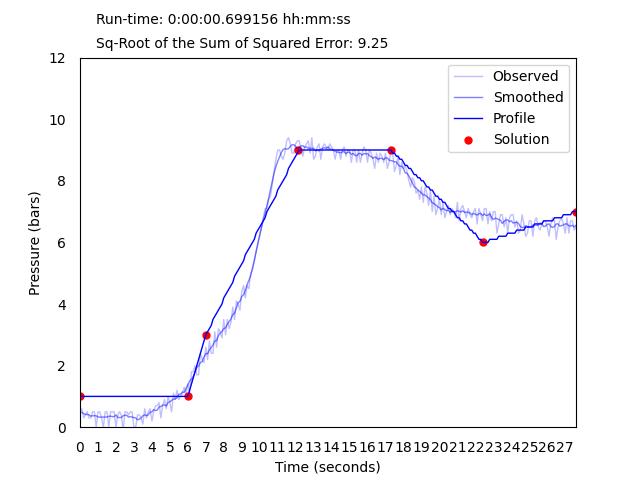 Run-time: 0:00:00.699156 hh:mm:ss
Sq-Root of the Sum of Squared Error: 9.25
12
10
8
6
4
2
0
Pressure (bars)
Observed
Smoothed
Profile
Solution
0 1 2 3 4 5 6 7 8 9 10 11 12 13 14 15 16 17 18 19 20 21 22 23 24 25 26 27
Time (seconds)